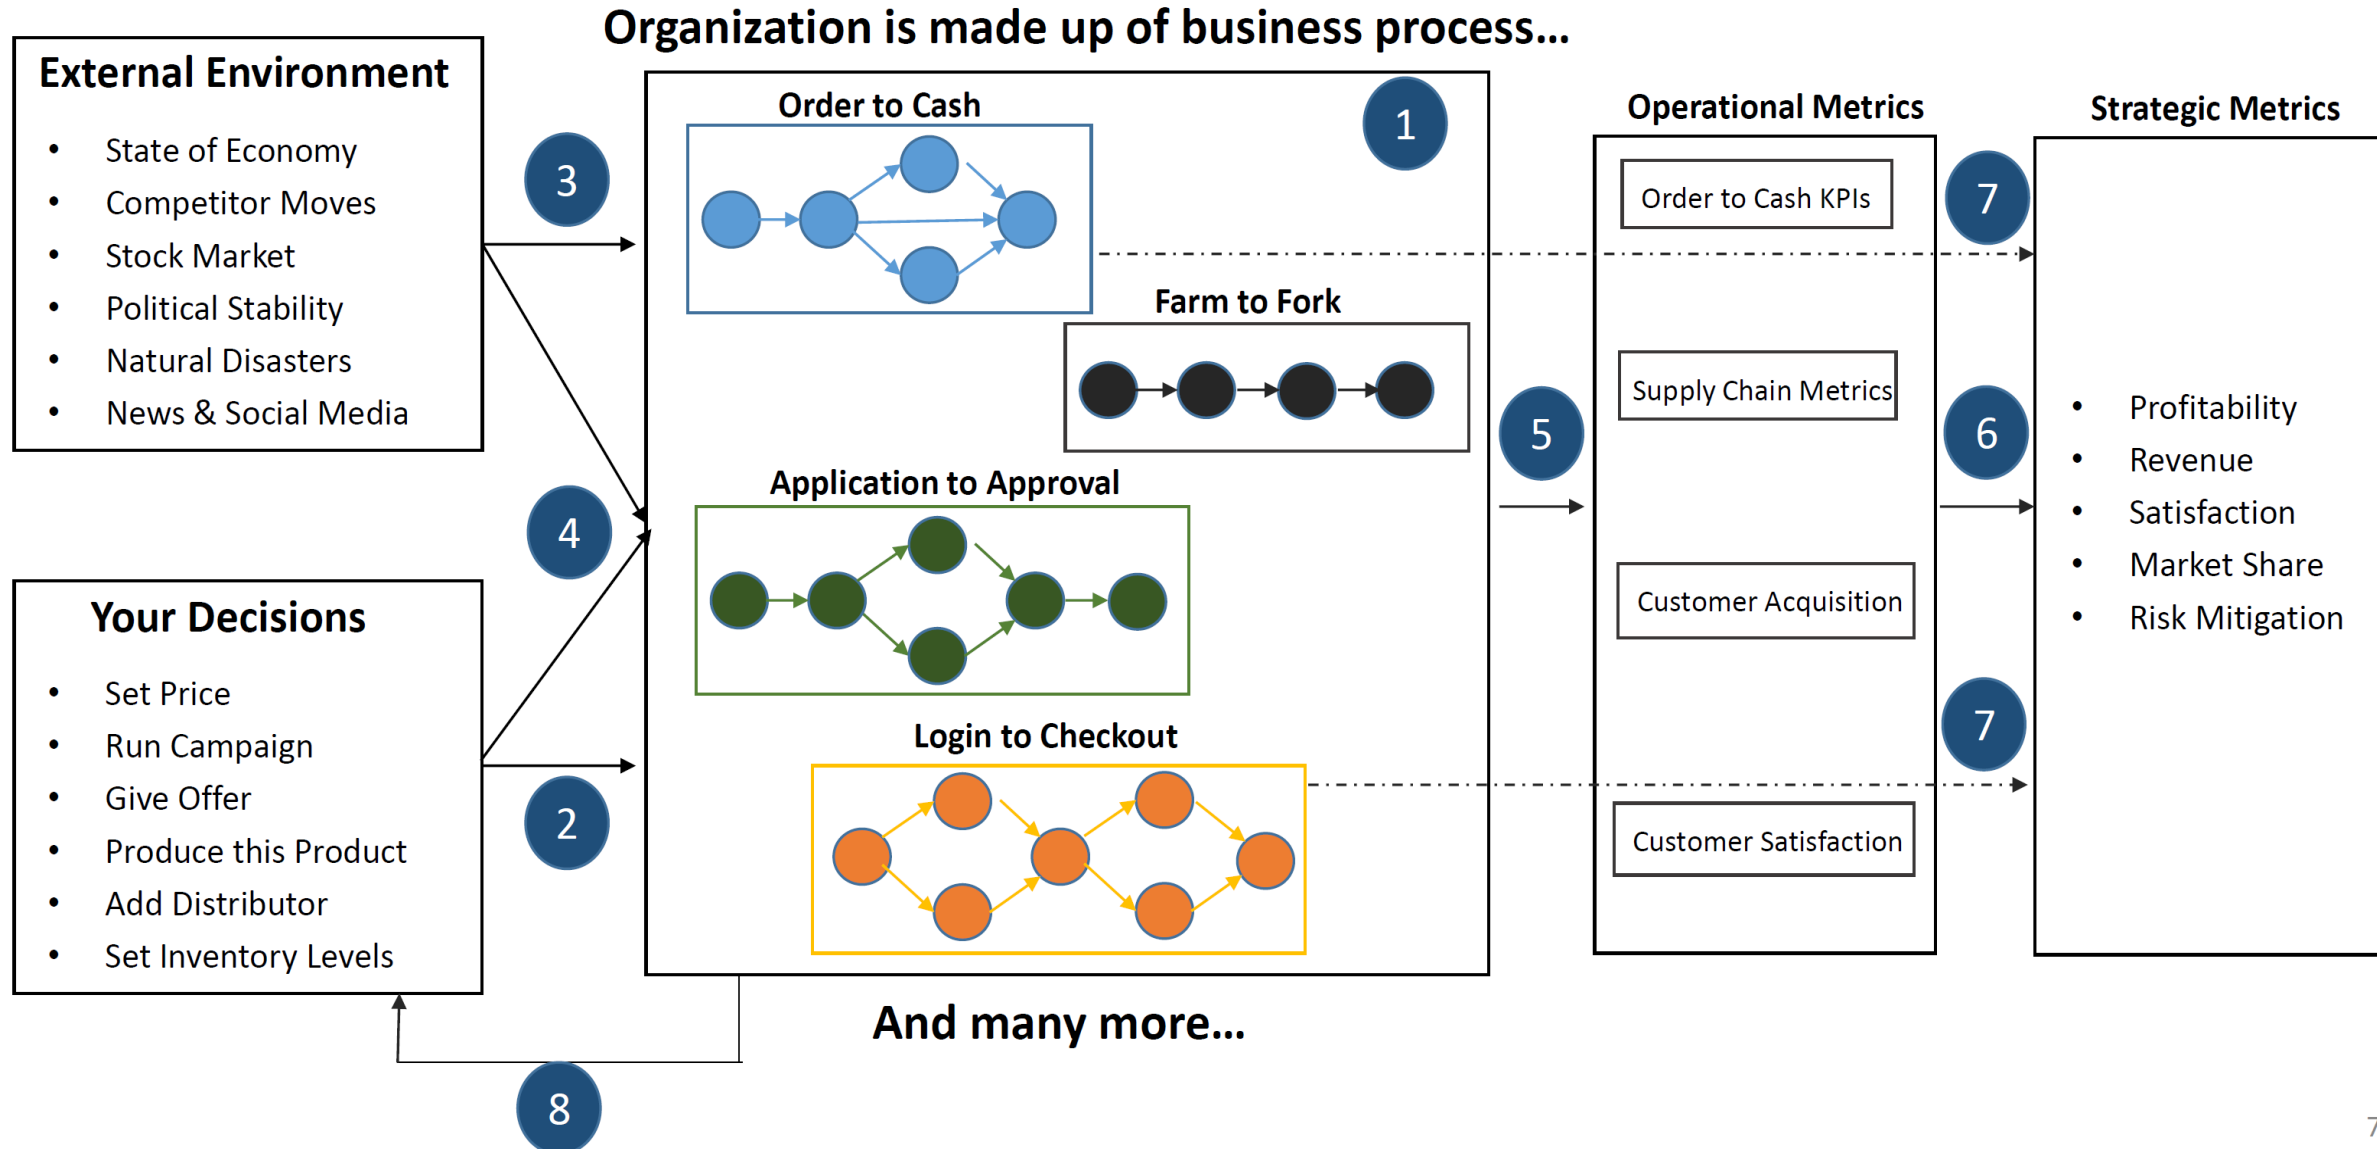 Organization is made up of business process...
External Environment
• State of Economy
• Competitor Moves
• Stock Market
• Political Stability
• Natural Disasters
• News & Social Media
3
4
Your Decisions
• Set Price
• Run Campaign
• Give Offer
• Produce this Product
• Add Distributor
• Set Inventory Levels
2
8
1
Order to Cash
Farm to Fork
Application to Approval
Login to Checkout
And many more...
5
Operational Metrics
Order to Cash KPIs
Supply Chain Metrics
Customer Acquisition
Customer Satisfaction
7
6
7
Strategic Metrics
• Profitability
• Revenue
• Satisfaction
• Market Share
• Risk Mitigation
7